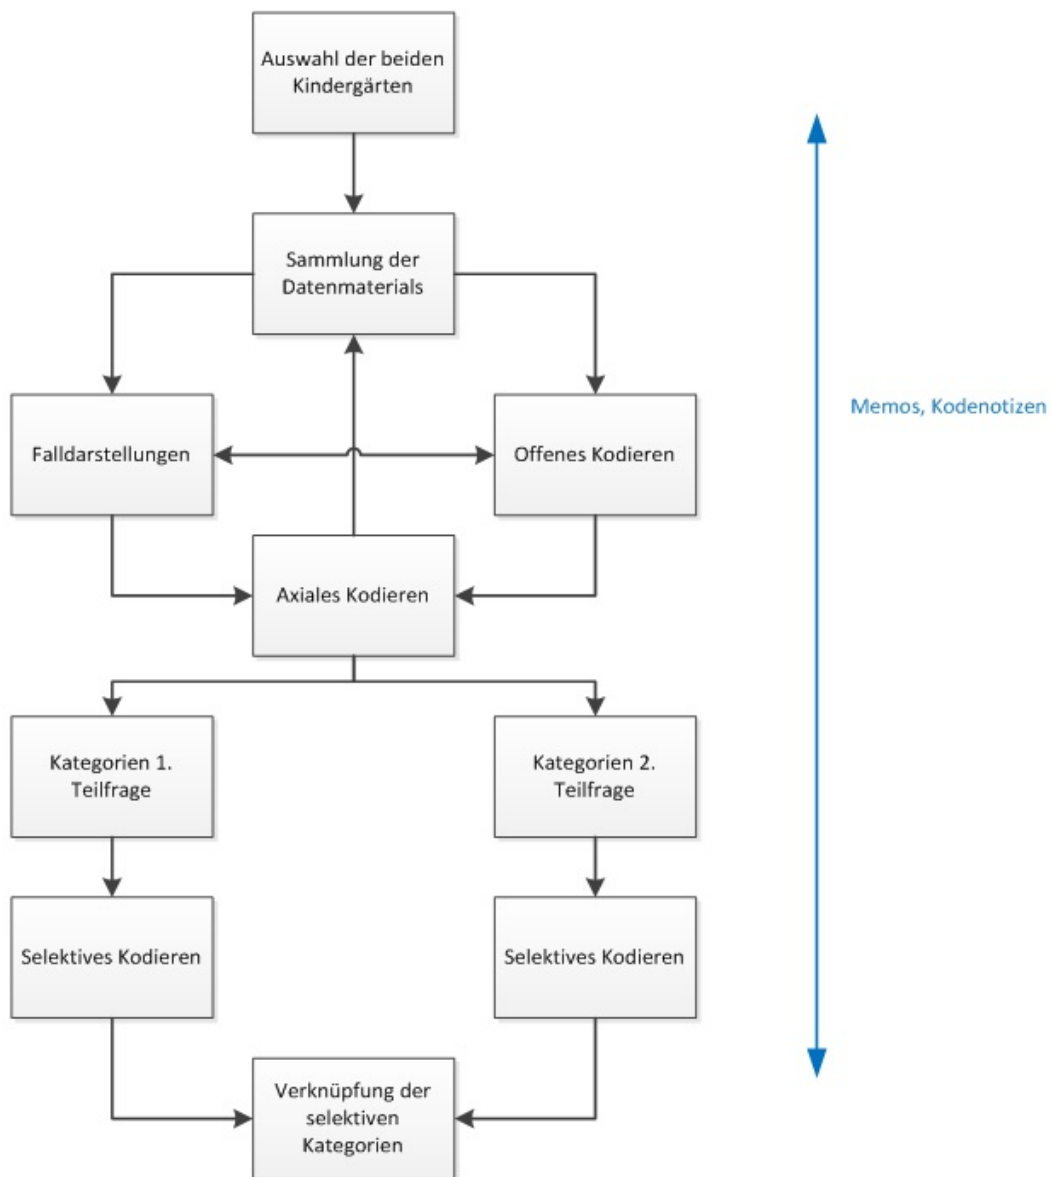 Auswahl der beiden
Kindergärten
Sammlung der
Datenmaterials
Memos, Kodenotizen
Falldarstellungen
Offenes Kodieren
Axiales Kodieren
Kategorien 1.
Teilfrage
Kategorien 2.
Teilfrage
Selektives Kodieren
Selektives Kodieren
Verknüpfung der
selektiven
Kategorien